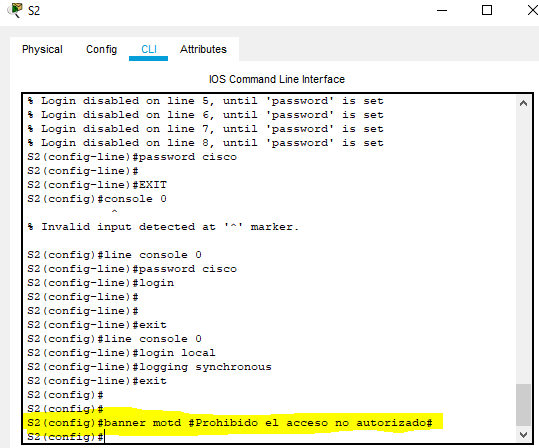 S2
Physical Config CLI Attributes
IOS Command Line Interface
% Login disabled on line 5, until 'password' is set
% Login disabled on line 6, until 'password' is set
% Login disabled on line 7, until 'password' is set
% Login disabled on line 8, until 'password' is set
S2(config-line)#password cisco
S2(config-line)#
S2(config-line)#EXIT
S2(config)#console 0
^
% Invalid input detected at '^' marker.
S2(config)#line console 0
S2(config-line)#password cisco
S2(config-line)#login
S2(config-line)#
S2(config-line)#
S2(config-line)#exit
S2(config)#line console 0
S2(config-line)#login local
S2(config-line)#logging synchronous
S2(config-line)#exit
S2(config)#
S2(config)#
S2(config)#banner motd #Prohibido el acceso no autorizado#
S2(config)#